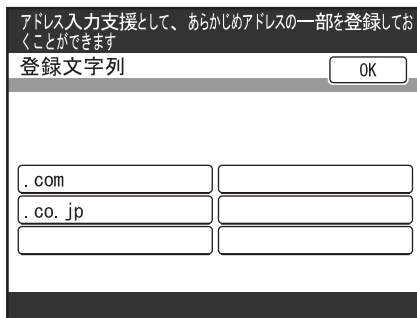 アドレス入力支援として、あらかじめアドレスの一部を登録してお
くことができます
登録文字列
OK
.com
.co.jp